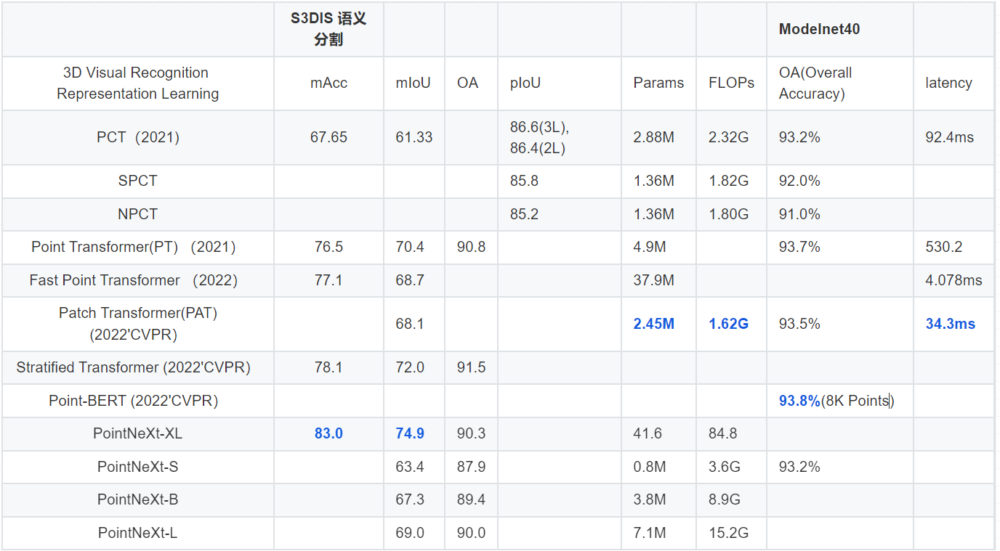 S3DIS 语义
分割
Modelnet40
3D Visual Recognition
Representation Learning
mAcc
mIoU
OA
pIoU
Params
FLOPs
OA(Overall
Accuracy)
latency
PCT（2021）
67.65
61.33
86.6(3L),
86.4(2L)
2.88M
2.32G
93.2%
92.4ms
SPCT
85.8
1.36M
1.82G
92.0%
NPCT
85.2
1.36M
1.80G
91.0%
Point Transformer(PT) （2021）
76.5
70.4
90.8
4.9M
93.7%
530.2
Fast Point Transformer （2022）
77.1
68.7
37.9M
4.078ms
Patch Transformer(PAT)
(2022'CVPR)
68.1
2.45M
1.62G
93.5%
34.3ms
Stratified Transformer (2022'CVPR)
78.1
72.0
91.5
Point-BERT (2022'CVPR)
93.8%(8K Points)
PointNeXt-XL
83.0
74.9
90.3
41.6
84.8
PointNeXt-S
63.4
87.9
0.8M
3.6G
93.2%
PointNeXt-B
67.3
89.4
3.8M
8.9G
PointNeXt-L
69.0
90.0
7.1M
15.2G